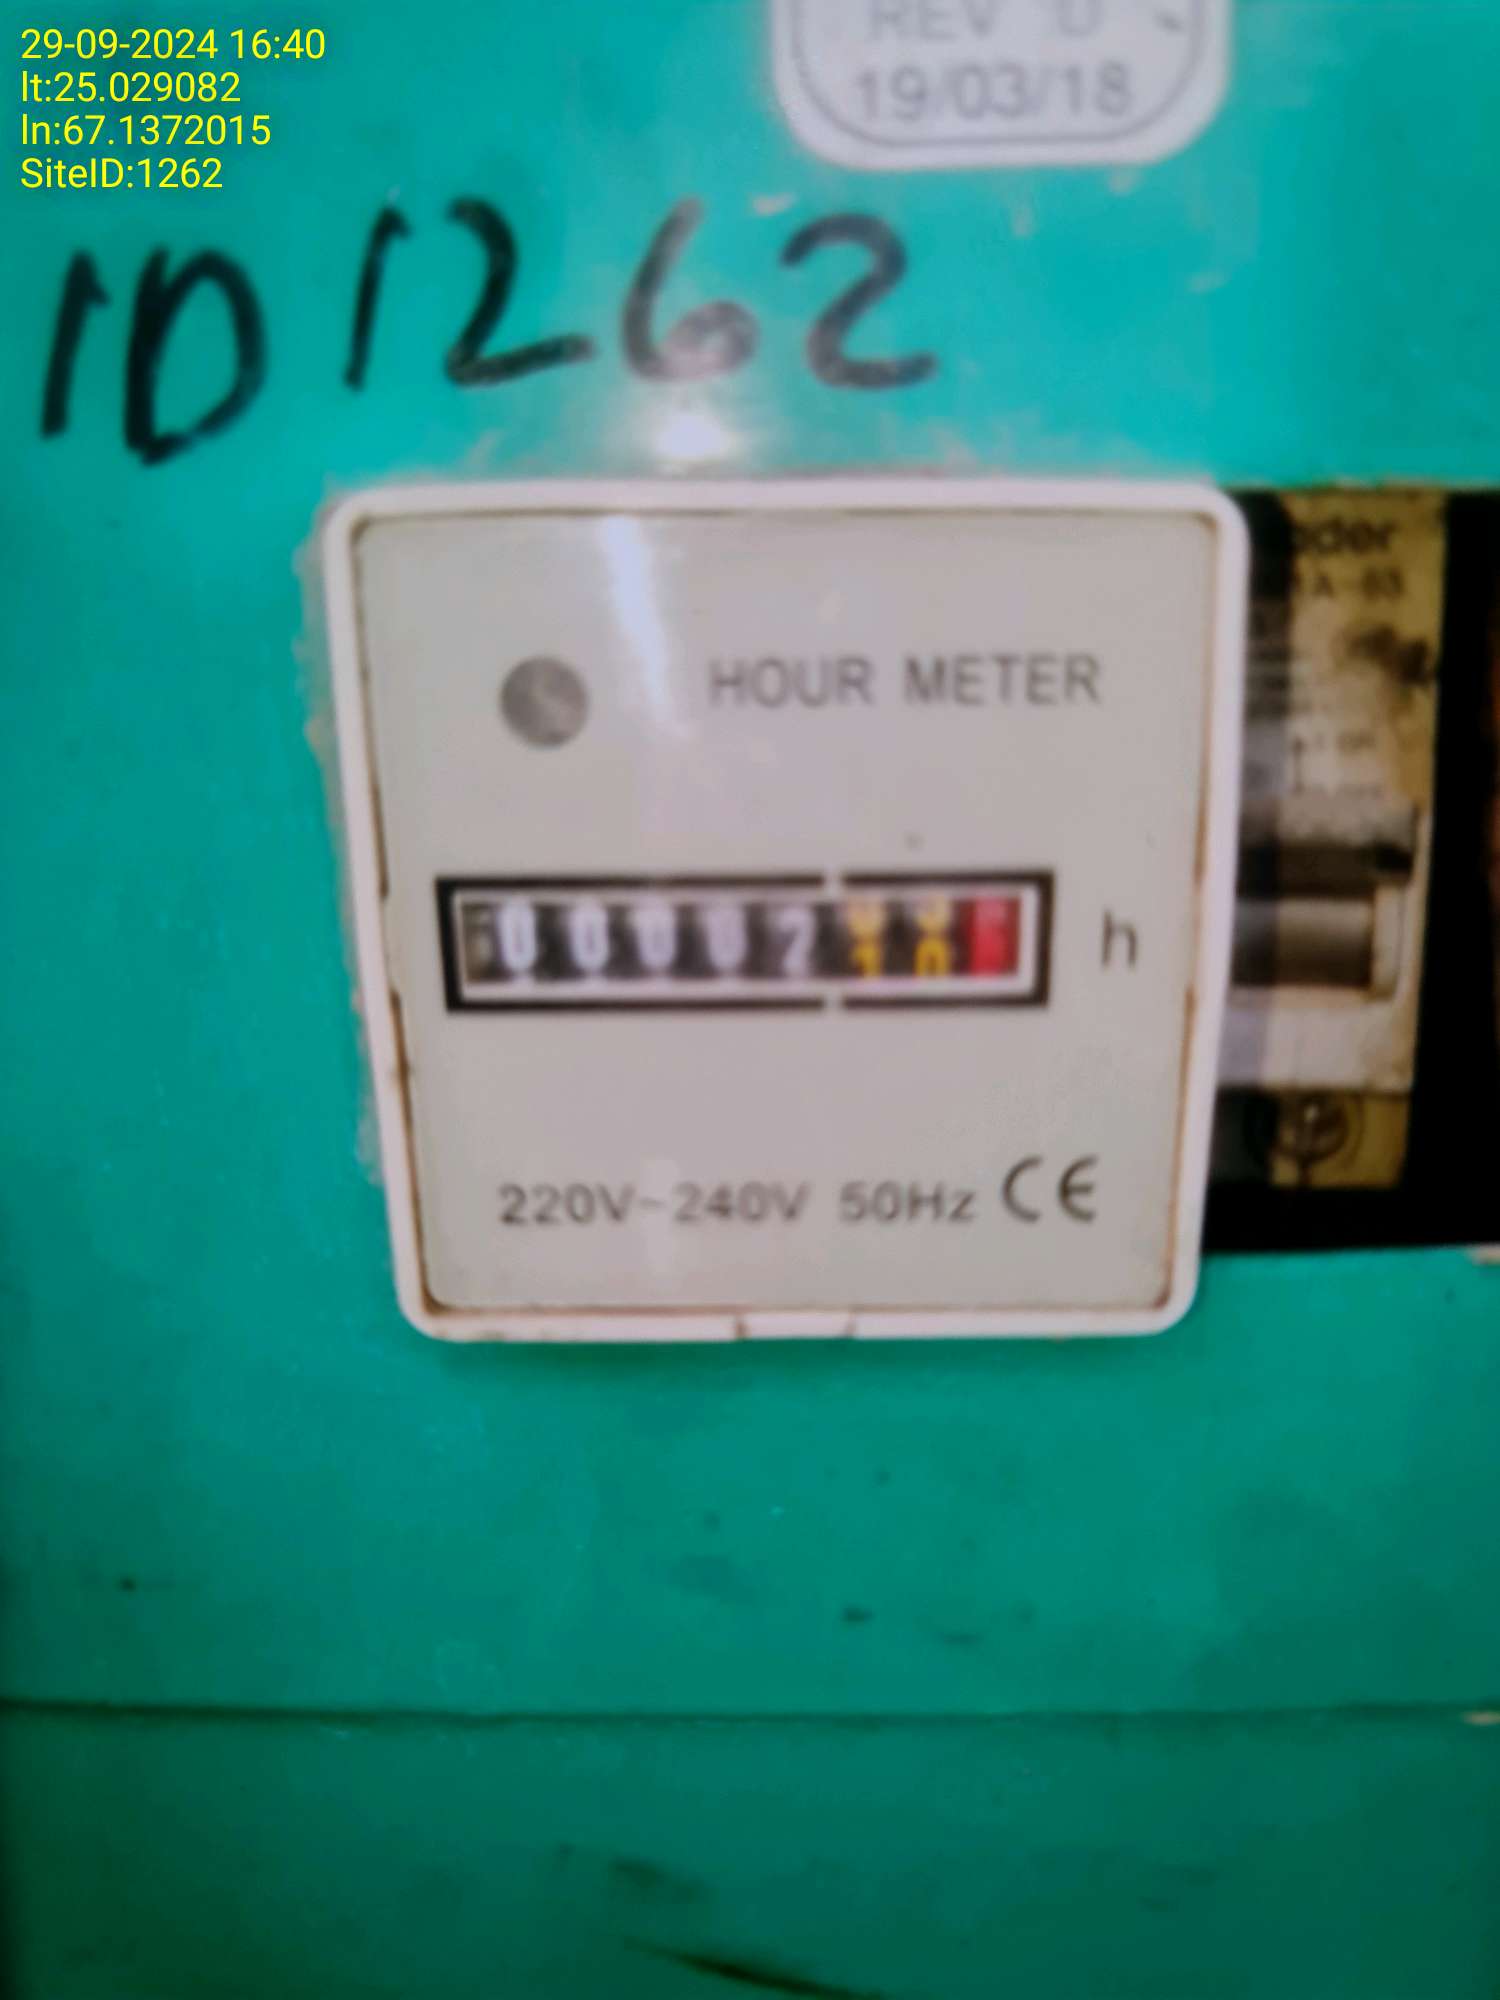 29-09-2024 16:40
lt:25.029082
ln:67.1372015
SiteID:1262
REV
19/03/18
ID 1262
HOUR METER
h
220V~240V 50Hz CE